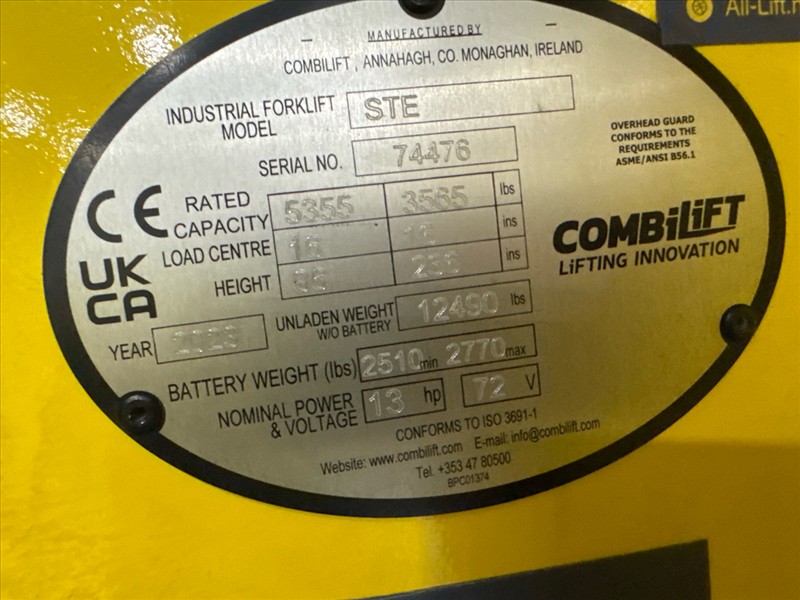 All-Lift.
MANUFACTURED BY
COMBILIFT , ANNAHAGH, CO. MONAGHAN, IRELAND
INDUSTRIAL FORKLIFT MODEL STE
SERIAL NO. 74476
OVERHEAD GUARD
CONFORMS TO THE
REQUIREMENTS
ASME/ANSI B56.1
CE
UK
CA
RATED CAPACITY 5355 3565 lbs
LOAD CENTRE ins
HEIGHT ins
COMBiLiFT
LiFTING INNOVATION
YEAR 2023
UNLADEN WEIGHT W/O BATTERY 12490 lbs
BATTERY WEIGHT (lbs) 2510 min 2770 max
NOMINAL POWER & VOLTAGE 13 hp 72 V
CONFORMS TO ISO 3691-1
Website: www.combilift.com E-mail: info@combilift.com
Tel. +353 47 80500
BPC01374